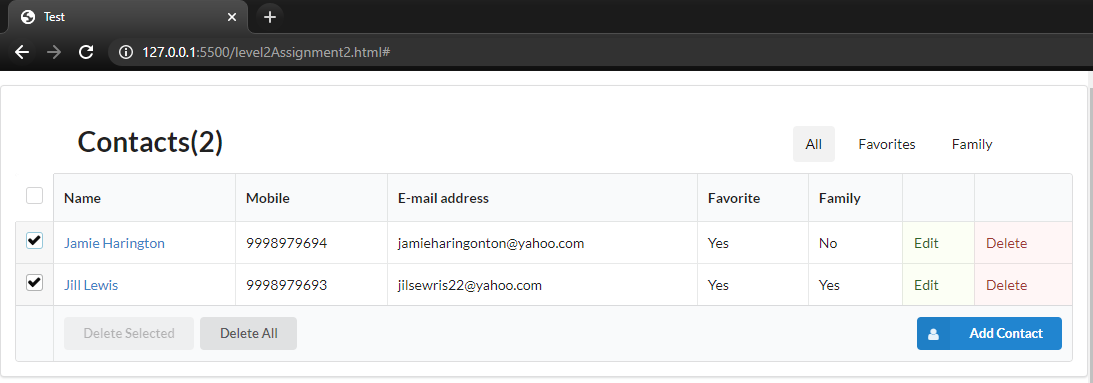 Test
127.0.0.1:5500/level2Assignment2.html#
Contacts(2)
All Favorites Family
Name Mobile E-mail address Favorite Family
Jamie Harington 9998979694 jamieharingonton@yahoo.com Yes No Edit Delete
Jill Lewis 9998979693 jilsewris22@yahoo.com Yes Yes Edit Delete
Delete Selected Delete All Add Contact